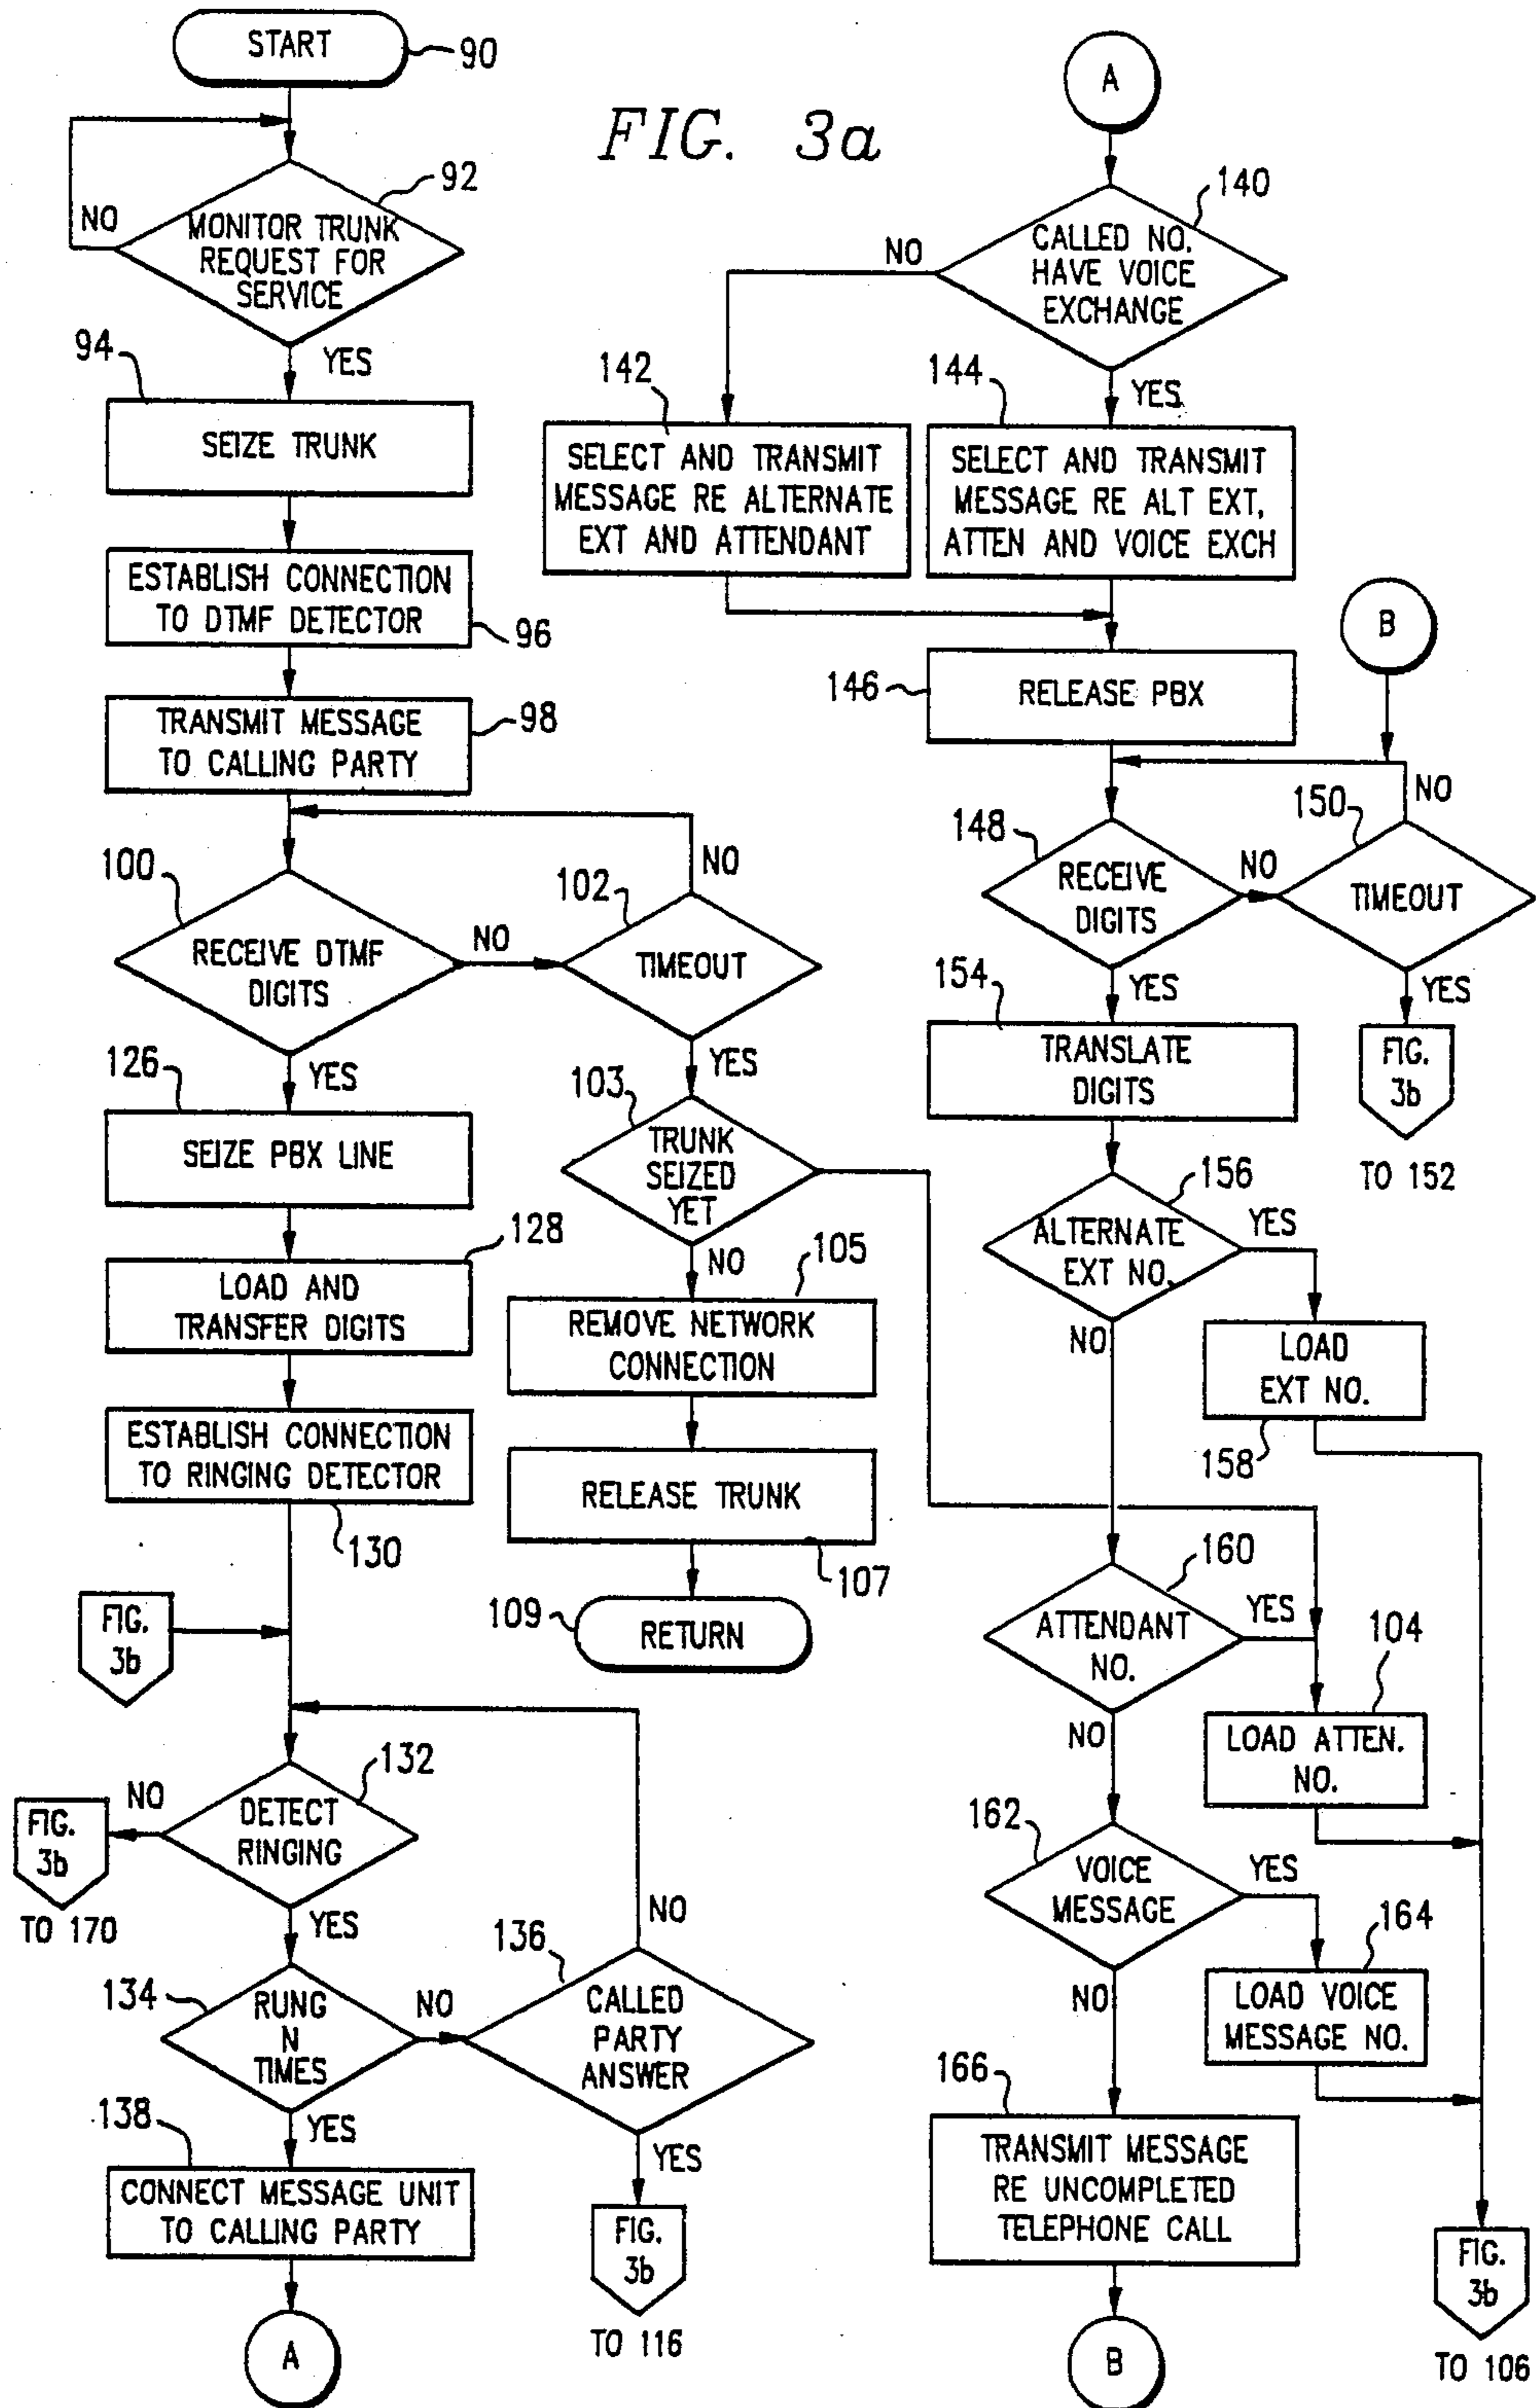 FIG. 3a
START
90
92
NO
MONITOR TRUNK
REQUEST FOR
SERVICE
YES
94
SEIZE TRUNK
ESTABLISH CONNECTION
TO DTMF DETECTOR
96
TRANSMIT MESSAGE
TO CALLING PARTY
98
100
RECEIVE DTMF
DIGITS
NO
102
TIMEOUT
NO
YES
YES
126
SEIZE PBX LINE
103
TRUNK
SEIZED
YET
NO
128
LOAD AND
TRANSFER DIGITS
105
REMOVE NETWORK
CONNECTION
ESTABLISH CONNECTION
TO RINGING DETECTOR
130
RELEASE TRUNK
107
109
RETURN
FIG.
3b
132
DETECT
RINGING
NO
FIG.
3b
TO 170
YES
134
RUNG
N
TIMES
NO
136
CALLED
PARTY
ANSWER
NO
YES
138
YES
CONNECT MESSAGE UNIT
TO CALLING PARTY
FIG.
3b
TO 116
A
A
140
CALLED NO.
HAVE VOICE
EXCHANGE
NO
YES
142
SELECT AND TRANSMIT
MESSAGE RE ALTERNATE
EXT AND ATTENDANT
144
SELECT AND TRANSMIT
MESSAGE RE ALT EXT,
ATTEN AND VOICE EXCH
B
146
RELEASE PBX
148
RECEIVE
DIGITS
NO
150
NO
TIMEOUT
YES
FIG.
3b
TO 152
YES
154
TRANSLATE
DIGITS
156
ALTERNATE
EXT NO.
YES
NO
LOAD
EXT NO.
158
160
ATTENDANT
NO.
YES
NO
104
LOAD ATTEN.
NO.
162
VOICE
MESSAGE
YES
NO
164
LOAD VOICE
MESSAGE NO.
166
TRANSMIT MESSAGE
RE UNCOMPLETED
TELEPHONE CALL
B
FIG.
3b
TO 106